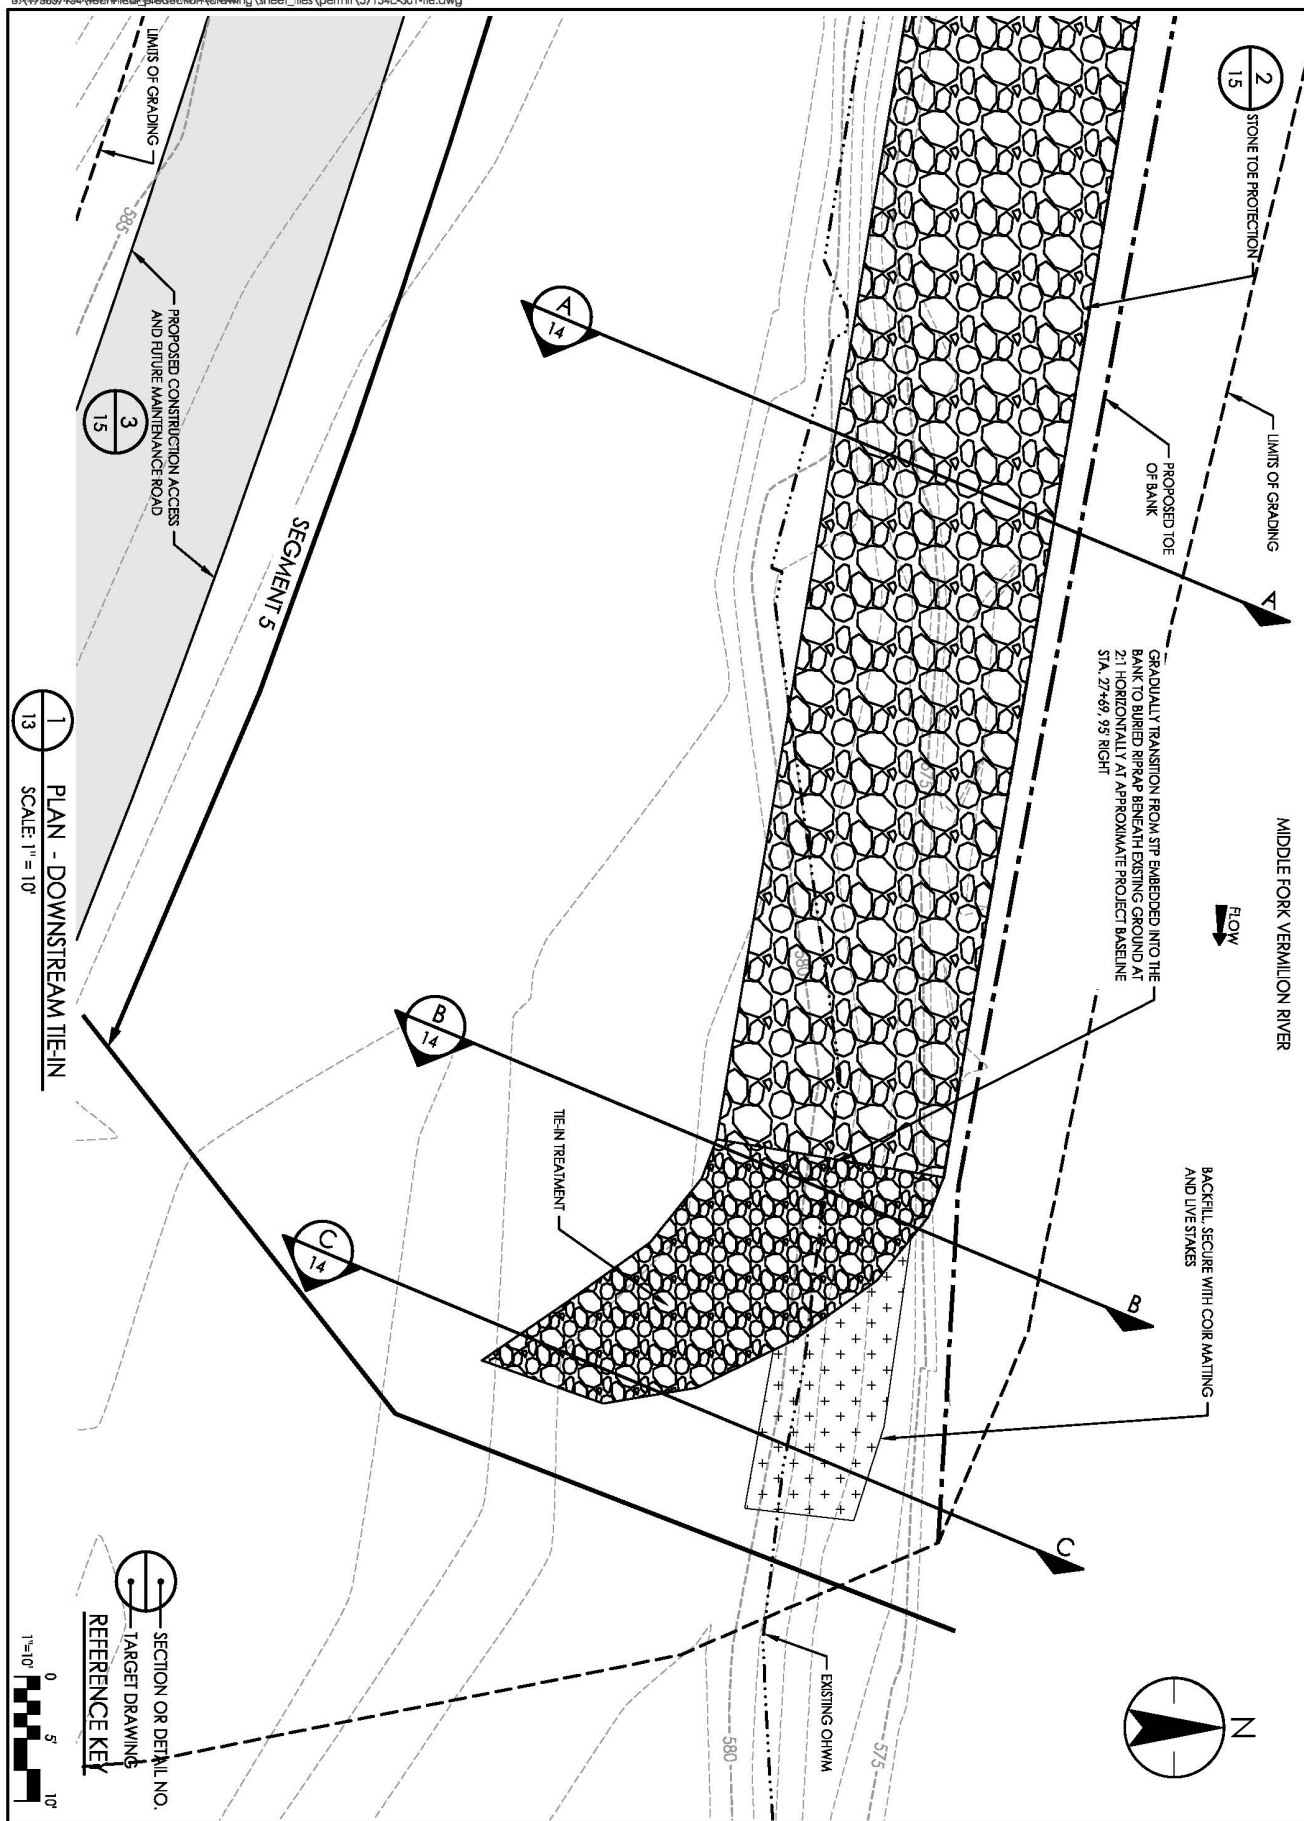 MIDDLE FORK VERMILION RIVER
FLOW
N
2
15
STONE TOE PROTECTION
LIMITS OF GRADING
PROPOSED TOE
OF BANK
A
GRADUALLY TRANSITION FROM STP EMBEDDED INTO THE
BANK TO BURIED RIPRAP BENEATH EXISTING GROUND AT
2:1 HORIZONTALLY AT APPROXIMATE PROJECT BASELINE
STA. 27+69, 95' RIGHT
BACKFILL, SECURE WITH COIR MATTING
AND LIVE STAKES
B
C
EXISTING OHWM
575
580
575
580
A
14
B
14
C
14
TIE-IN TREATMENT
SEGMENT 5
LIMITS OF GRADING
585
PROPOSED CONSTRUCTION ACCESS
AND FUTURE MAINTENANCE ROAD
3
15
1
13
PLAN - DOWNSTREAM TIE-IN
SCALE: 1" = 10'
SECTION OR DETAIL NO.
TARGET DRAWING
REFERENCE KEY
0 5' 10'
1"=10'